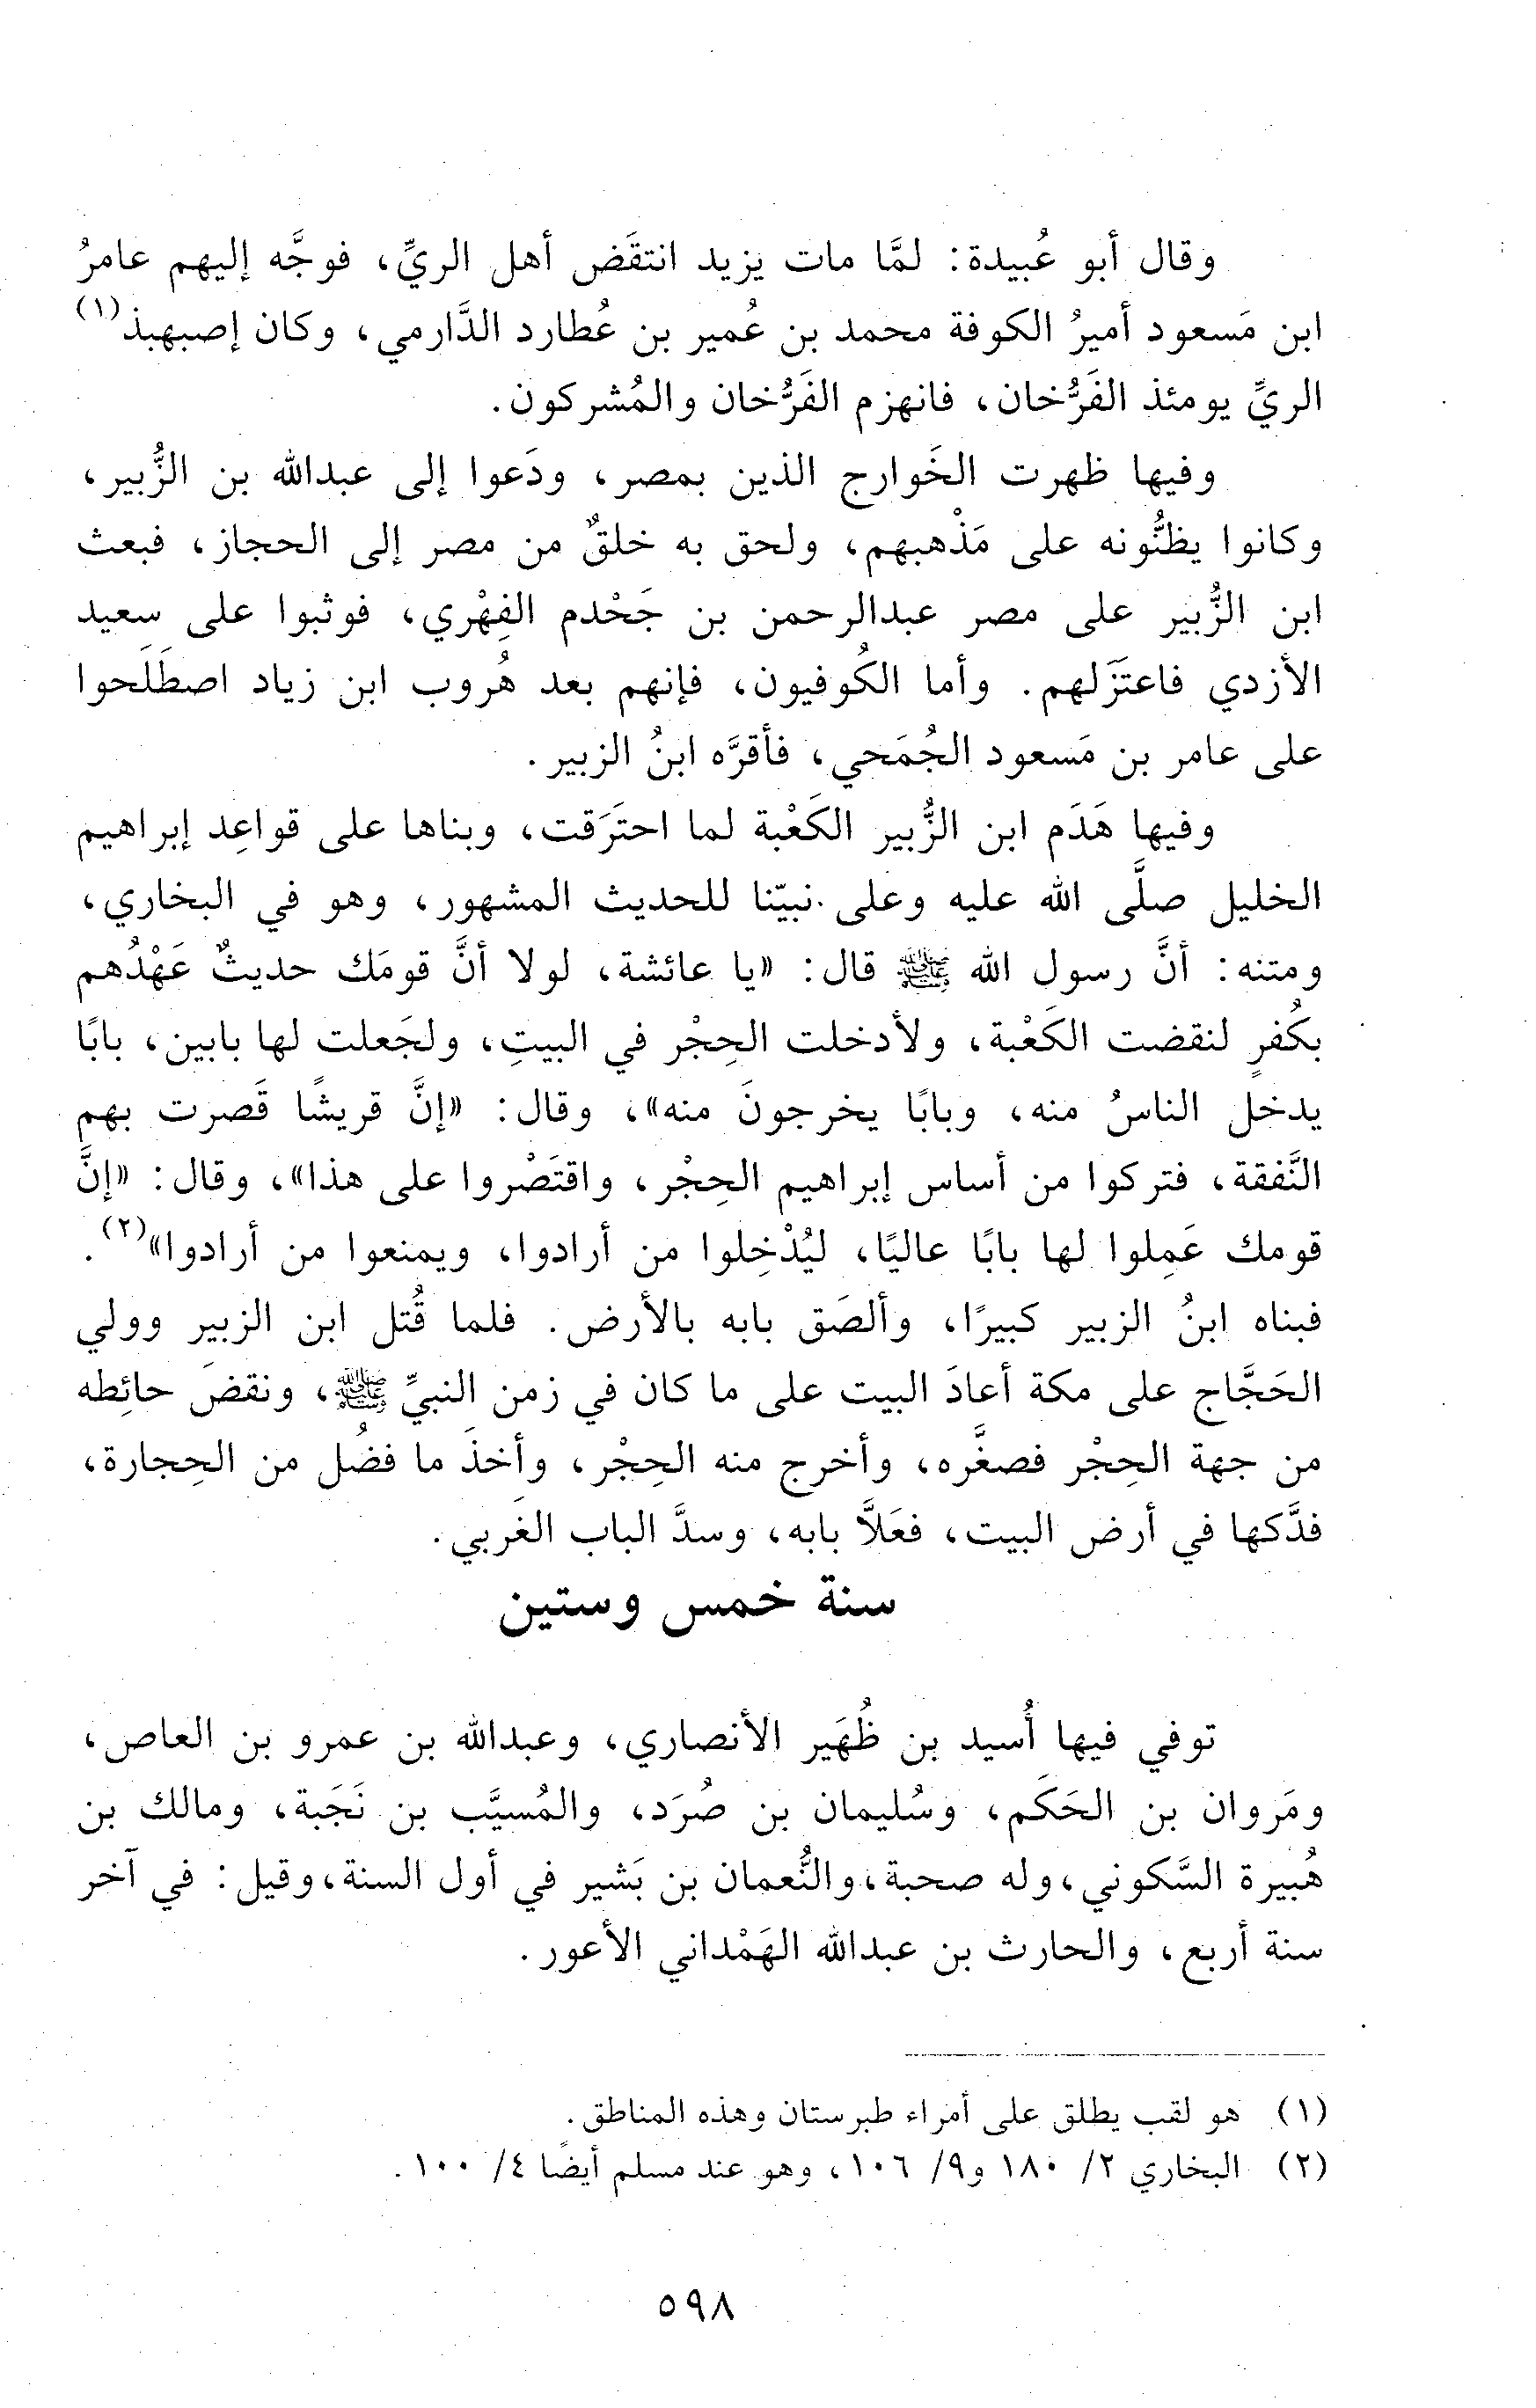 وقال أبو عُبيدة: لمَّا مات يزيد انتقَض أهل الريِّ، فوجَّه إليهم عامرُ
ابن مَسعود أميرُ الكوفة محمد بن عُمير بن عُطارد الدَّارمي، وكان إصبهبذ(١)
الريِّ يومئذ الفَرُّخان، فانهزم الفَرُّخان والمُشركون.
وفيها ظهرت الخَوارج الذين بمصر، ودَعوا إلى عبدالله بن الزُّبير،
وكانوا يظنُّونه على مَذْهبهم، ولحق به خلقٌ من مصر إلى الحجاز، فبعث
ابن الزُّبير على مصر عبدالرحمن بن جَحْدم الفِهْري، فوثبوا على سعيد
الأزدي فاعتَزَلهم. وأما الكُوفيون، فإنهم بعد هُروب ابن زياد اصطَلَحوا
على عامر بن مَسعود الجُمَحي، فأقرَّه ابنُ الزبير.
وفيها هَدَم ابن الزُّبير الكَعْبة لما احتَرَقت، وبناها على قواعِد إبراهيم
الخليل صلَّى الله عليه وعلى نبيّنا للحديث المشهور، وهو في البخاري،
ومتنه: أنَّ رسول الله ﷺ قال: «يا عائشة، لولا أنَّ قومَك حديثٌ عَهْدُهم
بكُفرٍ لنقضت الكَعْبة، ولأدخلت الحِجْر في البيتِ، ولجَعلت لها بابين، بابًا
يدخل الناسُ منه، وبابًا يخرجونَ منه»، وقال: «إنَّ قريشًا قَصرت بهم
النَّفقة، فتركوا من أساس إبراهيم الحِجْر، واقتَصْروا على هذا»، وقال: «إنَّ
قومك عَمِلوا لها بابًا عاليًا، ليُدْخِلوا من أرادوا، ويمنعوا من أرادوا»(٢).
فبناه ابنُ الزبير كبيرًا، وألصَق بابه بالأرض. فلما قُتل ابن الزبير وولي
الحَجَّاج على مكة أعادَ البيت على ما كان في زمن النبيِّ ﷺ، ونقضَ حائِطه
من جهة الحِجْر فصغَّره، وأخرج منه الحِجْر، وأخذَ ما فضُل من الحِجارة،
فدَّكها في أرض البيت، فعَلاَّ بابه، وسدَّ الباب الغَربي.
سنة خمس وستين
توفي فيها أُسيد بن ظُهَير الأنصاري، وعبدالله بن عمرو بن العاص،
ومَروان بن الحَكَم، وسُليمان بن صُرَد، والمُسيَّب بن نَجَبة، ومالك بن
هُبيرة السَّكوني، وله صحبة، والنُّعمان بن بَشير في أول السنة، وقيل: في آخر
سنة أربع، والحارث بن عبدالله الهَمْداني الأعور.
(١) هو لقب يطلق على أمراء طبرستان وهذه المناطق.
(٢) البخاري ٢/ ١٨٠ و٩/ ١٠٦، وهو عند مسلم أيضًا ٤/ ١٠٠.
٥٩٨